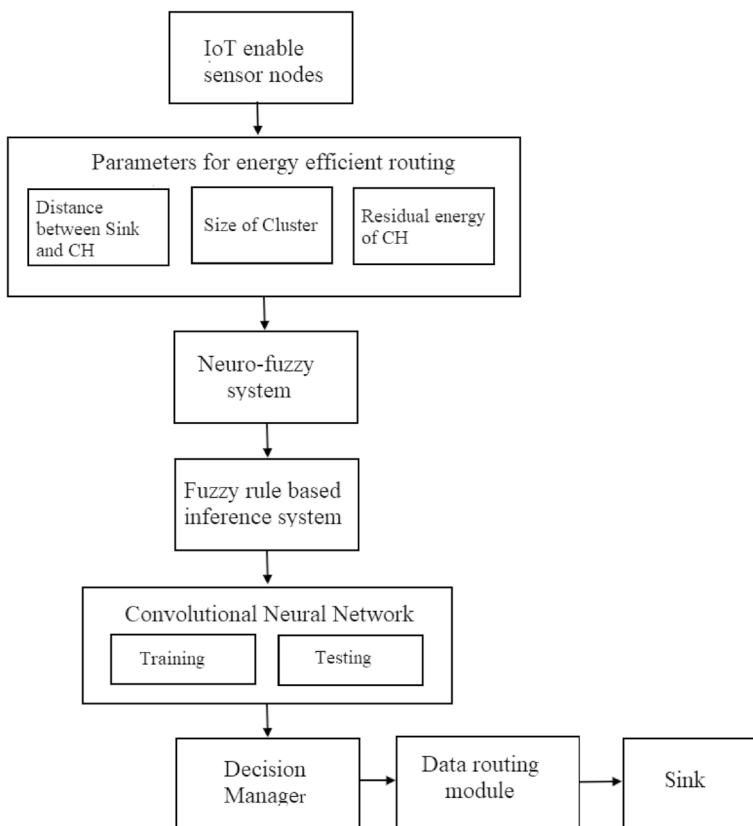 IoT enable
sensor nodes
Parameters for energy efficient routing
Distance
between Sink
and CH
Size of Cluster
Residual energy
of CH
Neuro-fuzzy
system
Fuzzy rule based
inference system
Convolutional Neural Network
Training
Testing
Decision
Manager
Data routing
module
Sink